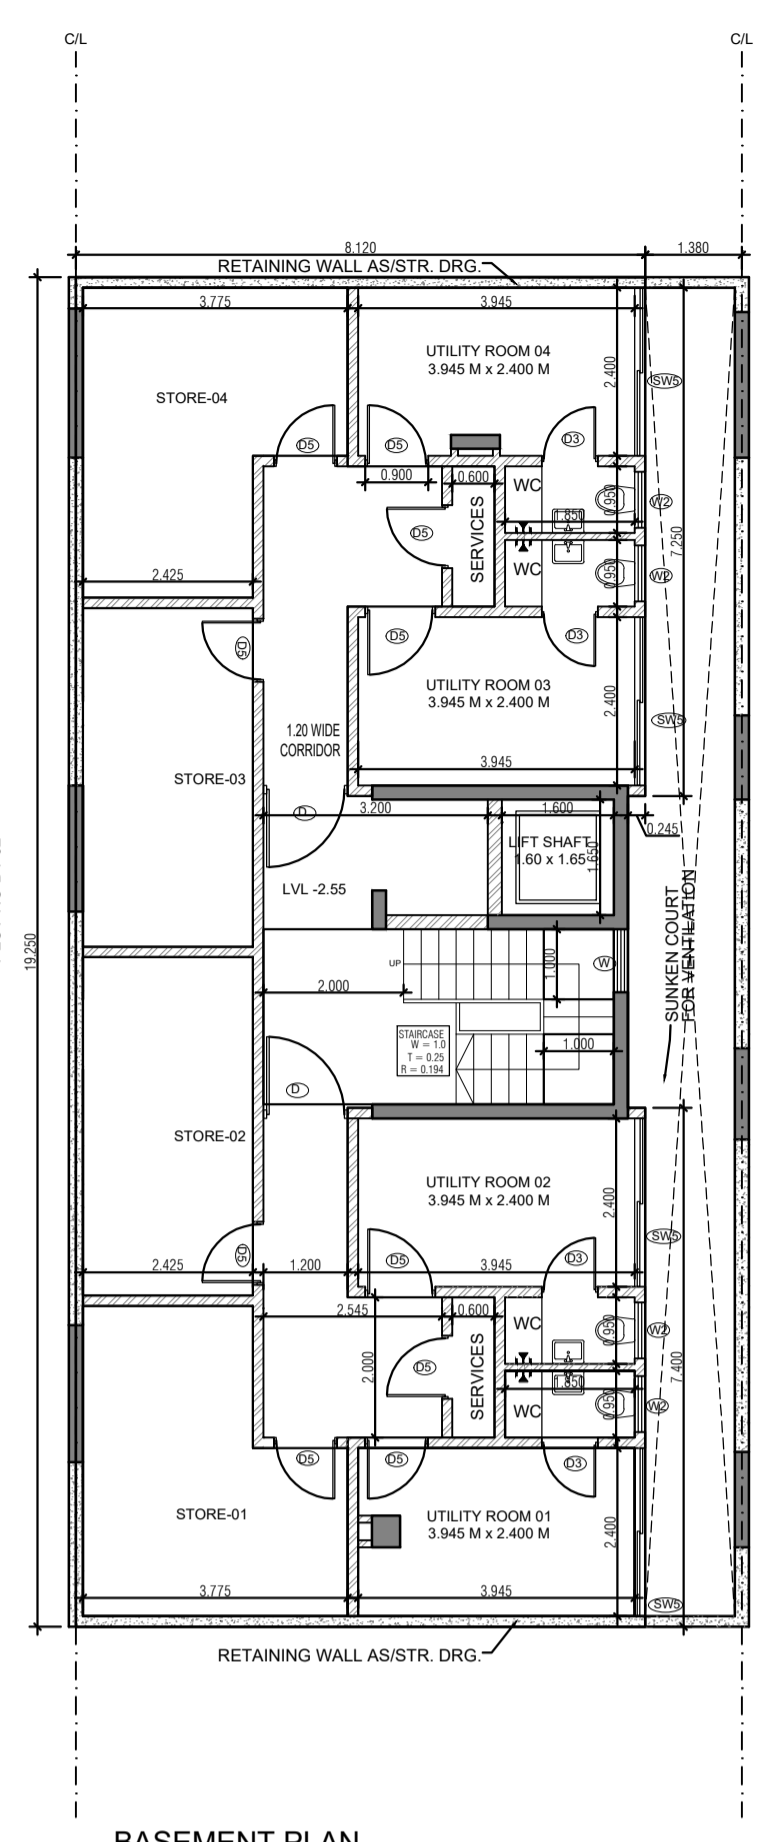 C/L
C/L
8.120
1.380
RETAINING WALL AS/STR. DRG.
3.775
3.945
UTILITY ROOM 04
3.945 M x 2.400 M
2.400
SW5
STORE-04
D5
D5
D3
0.900
0.600
WC
0.950
W2
1.850
D5
SERVICES
7.250
WC
0.950
W2
2.425
D5
D5
D3
UTILITY ROOM 03
3.945 M x 2.400 M
2.400
SW5
1.20 WIDE
CORRIDOR
3.945
STORE-03
D
3.200
1.600
0.245
LIFT SHAFT
1.60 x 1.65
1.650
LVL -2.55
SUNKEN COURT
FOR VENTILATION
19.250
UP
1.000
W
2.000
STAIRCASE
W = 1.0
T = 0.25
R = 0.194
1.000
D
STORE-02
UTILITY ROOM 02
3.945 M x 2.400 M
2.400
SW5
D5
D5
D3
2.425
1.200
3.945
2.545
0.600
WC
0.950
W2
2.000
D5
SERVICES
7.400
1.850
WC
0.950
W2
D5
D5
D3
STORE-01
UTILITY ROOM 01
3.945 M x 2.400 M
2.400
3.775
3.945
SW5
RETAINING WALL AS/STR. DRG.
BASEMENT PLAN